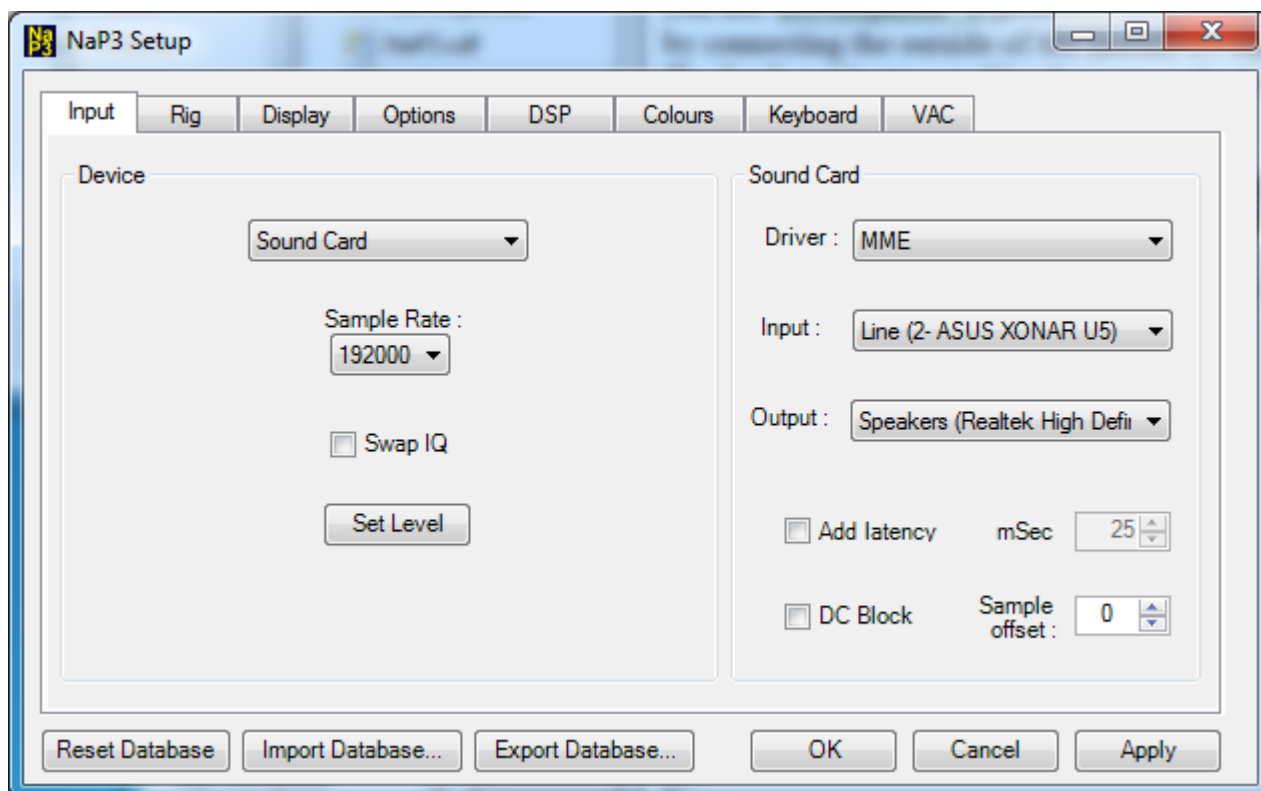 NaP3 Setup
Input Rig Display Options DSP Colours Keyboard VAC
Device
Sound Card
Sample Rate :
192000
Swap IQ
Set Level
Sound Card
Driver : MME
Input : Line (2- ASUS XONAR U5)
Output : Speakers (Realtek High Defin
Add latency mSec 25
DC Block Sample offset : 0
Reset Database Import Database... Export Database... OK Cancel Apply